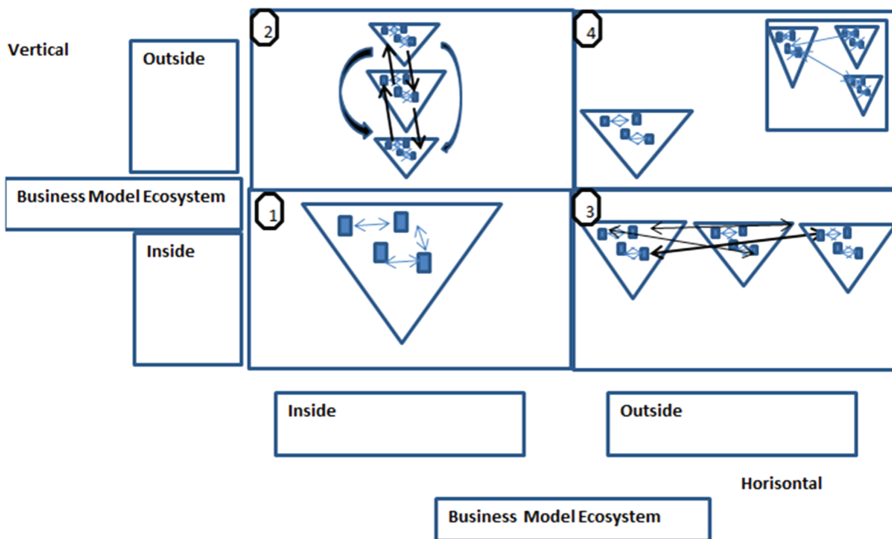 2
4
Vertical
Outside
Business Model Ecosystem
1
3
Inside
Inside
Outside
Horisontal
Business Model Ecosystem